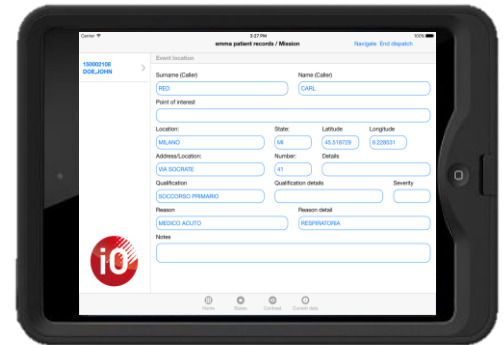 Carrier 3:27 PM 100%
emma patient records / Mission Navigate End dispatch
150002108
DOE,JOHN
Event location
Surname (Caller) Name (Caller)
RED CARL
Point of interest
Location: State: Latitude Longitude
MILANO MI 45.518729 9.228531
Address/Location: Number: Details
VIA SOCRATE 41
Qualification Qualification details Severity
SOCCORSO PRIMARIO
Reason Reason detail
MEDICO ACUTO RESPIRATORIA
Notes
iO
Home Status Contract Current data